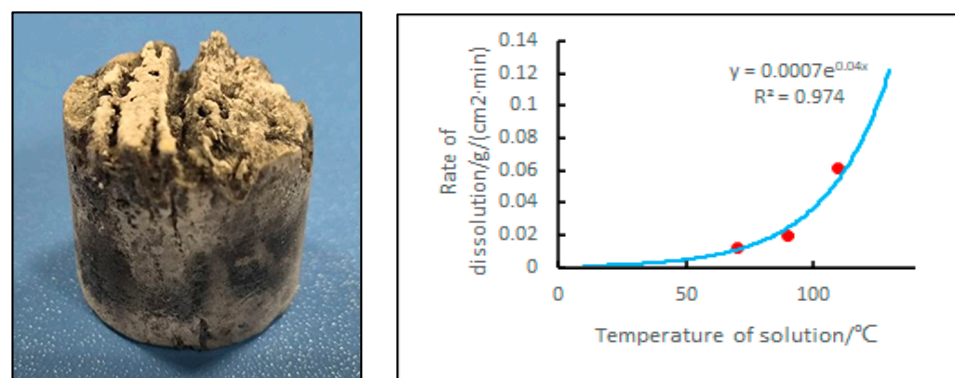 0.14
0.12
0.1
0.08
0.06
0.04
0.02
0
Rate of
dissolution/g/(cm2·min)
y = 0.0007e^0.04x
R² = 0.974
0 50 100
Temperature of solution/℃